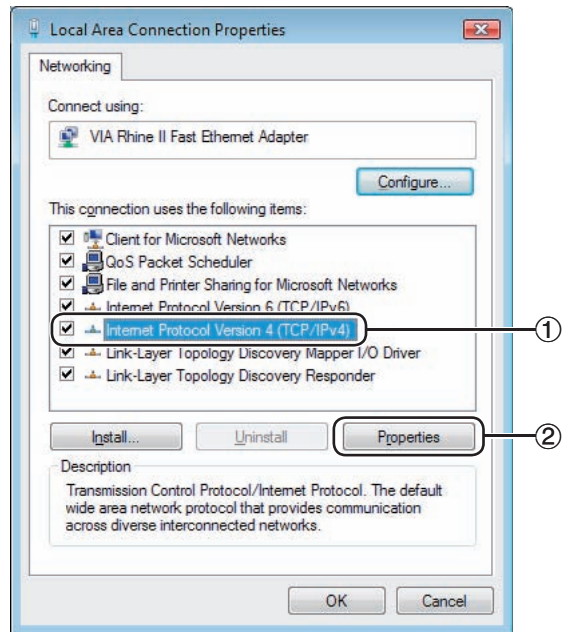 Local Area Connection Properties
Networking
Connect using:
VIA Rhine II Fast Ethernet Adapter
Configure...
This connection uses the following items:
Client for Microsoft Networks
QoS Packet Scheduler
File and Printer Sharing for Microsoft Networks
Internet Protocol Version 6 (TCP/IPv6)
Internet Protocol Version 4 (TCP/IPv4)
①
Link-Layer Topology Discovery Mapper I/O Driver
Link-Layer Topology Discovery Responder
Install...
Uninstall
Properties
②
Description
Transmission Control Protocol/Internet Protocol. The default
wide area network protocol that provides communication
across diverse interconnected networks.
OK
Cancel